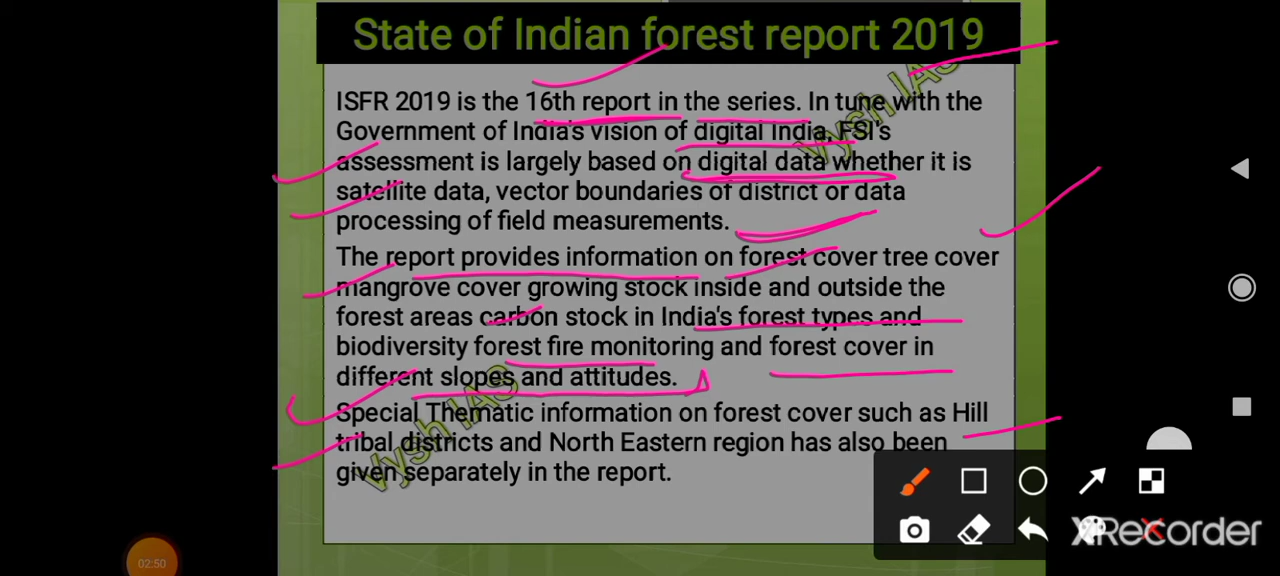 State of Indian forest report 2019
Vysh IAS
ISFR 2019 is the 16th report in the series. In tune with the
Government of India's vision of digital India, FSI's
assessment is largely based on digital data whether it is
satellite data, vector boundaries of district or data
processing of field measurements.
The report provides information on forest cover tree cover
mangrove cover growing stock inside and outside the
forest areas carbon stock in India's forest types and
biodiversity forest fire monitoring and forest cover in
different slopes and attitudes.
Special Thematic information on forest cover such as Hill
tribal districts and North Eastern region has also been
given separately in the report.
Vysh IAS
XRecorder
02:50